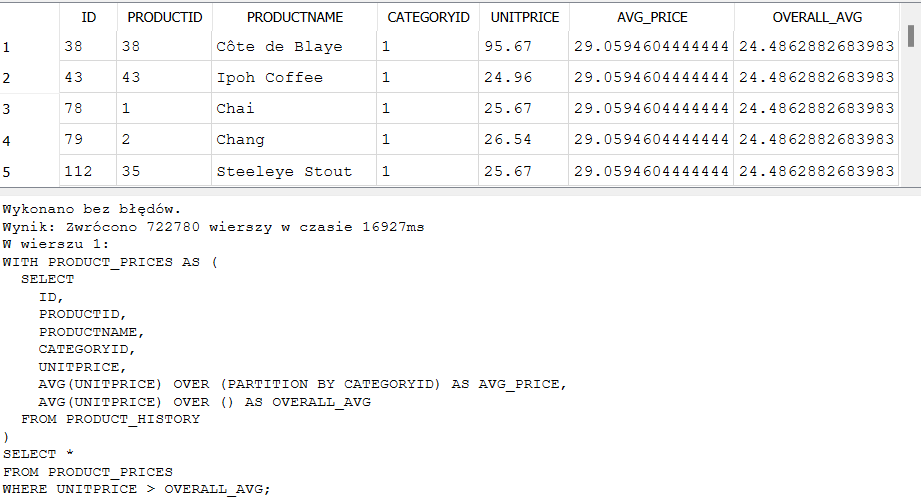 ID PRODUCTID PRODUCTNAME CATEGORYID UNITPRICE AVG_PRICE OVERALL_AVG
1 38 38 Côte de Blaye 1 95.67 29.0594604444444 24.4862882683983
2 43 43 Ipoh Coffee 1 24.96 29.0594604444444 24.4862882683983
3 78 1 Chai 1 25.67 29.0594604444444 24.4862882683983
4 79 2 Chang 1 26.54 29.0594604444444 24.4862882683983
5 112 35 Steeleye Stout 1 25.67 29.0594604444444 24.4862882683983
Wykonano bez błędów.
Wynik: Zwrócono 722780 wierszy w czasie 16927ms
W wierszu 1:
WITH PRODUCT_PRICES AS (
  SELECT
    ID,
    PRODUCTID,
    PRODUCTNAME,
    CATEGORYID,
    UNITPRICE,
    AVG(UNITPRICE) OVER (PARTITION BY CATEGORYID) AS AVG_PRICE,
    AVG(UNITPRICE) OVER () AS OVERALL_AVG
  FROM PRODUCT_HISTORY
)
SELECT *
FROM PRODUCT_PRICES
WHERE UNITPRICE > OVERALL_AVG;